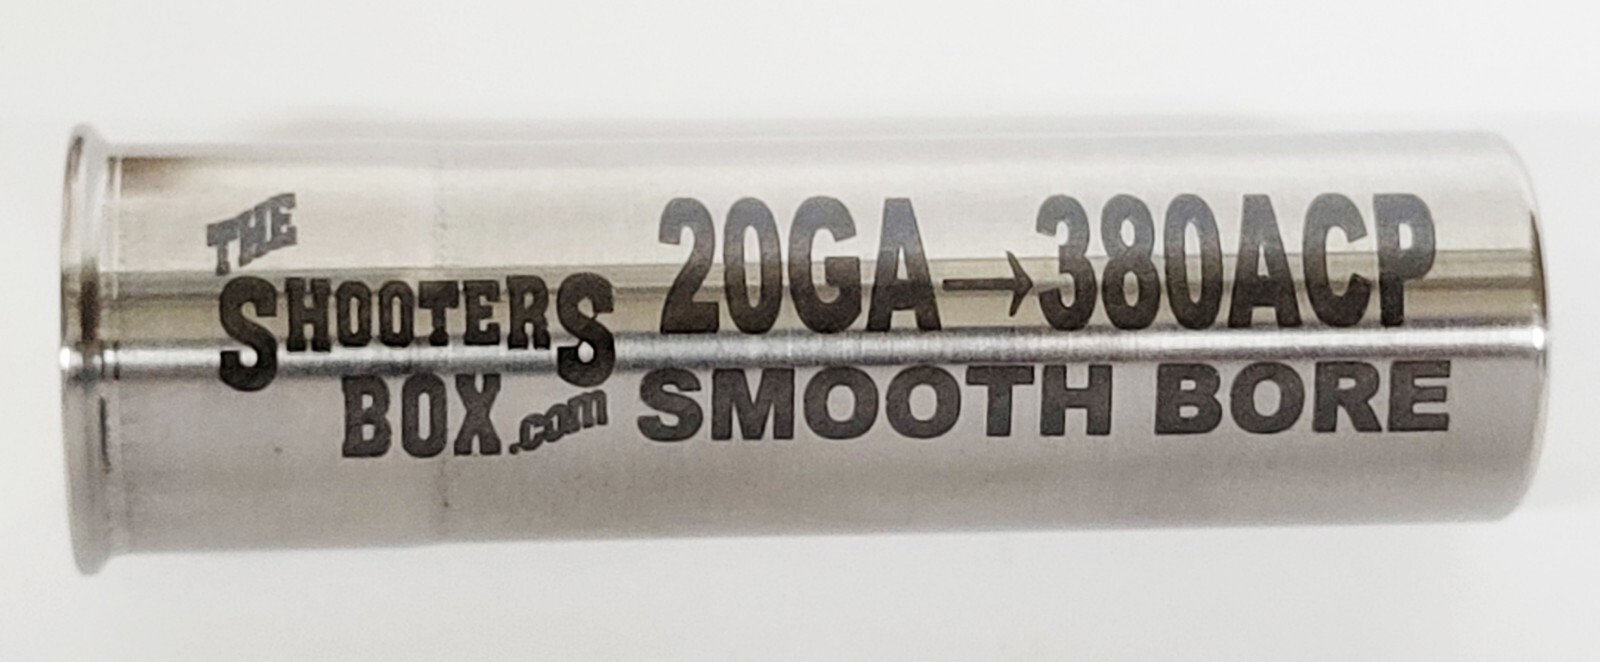 THE
SHOOTERS
BOX.com
20GA→380ACP
SMOOTH BORE